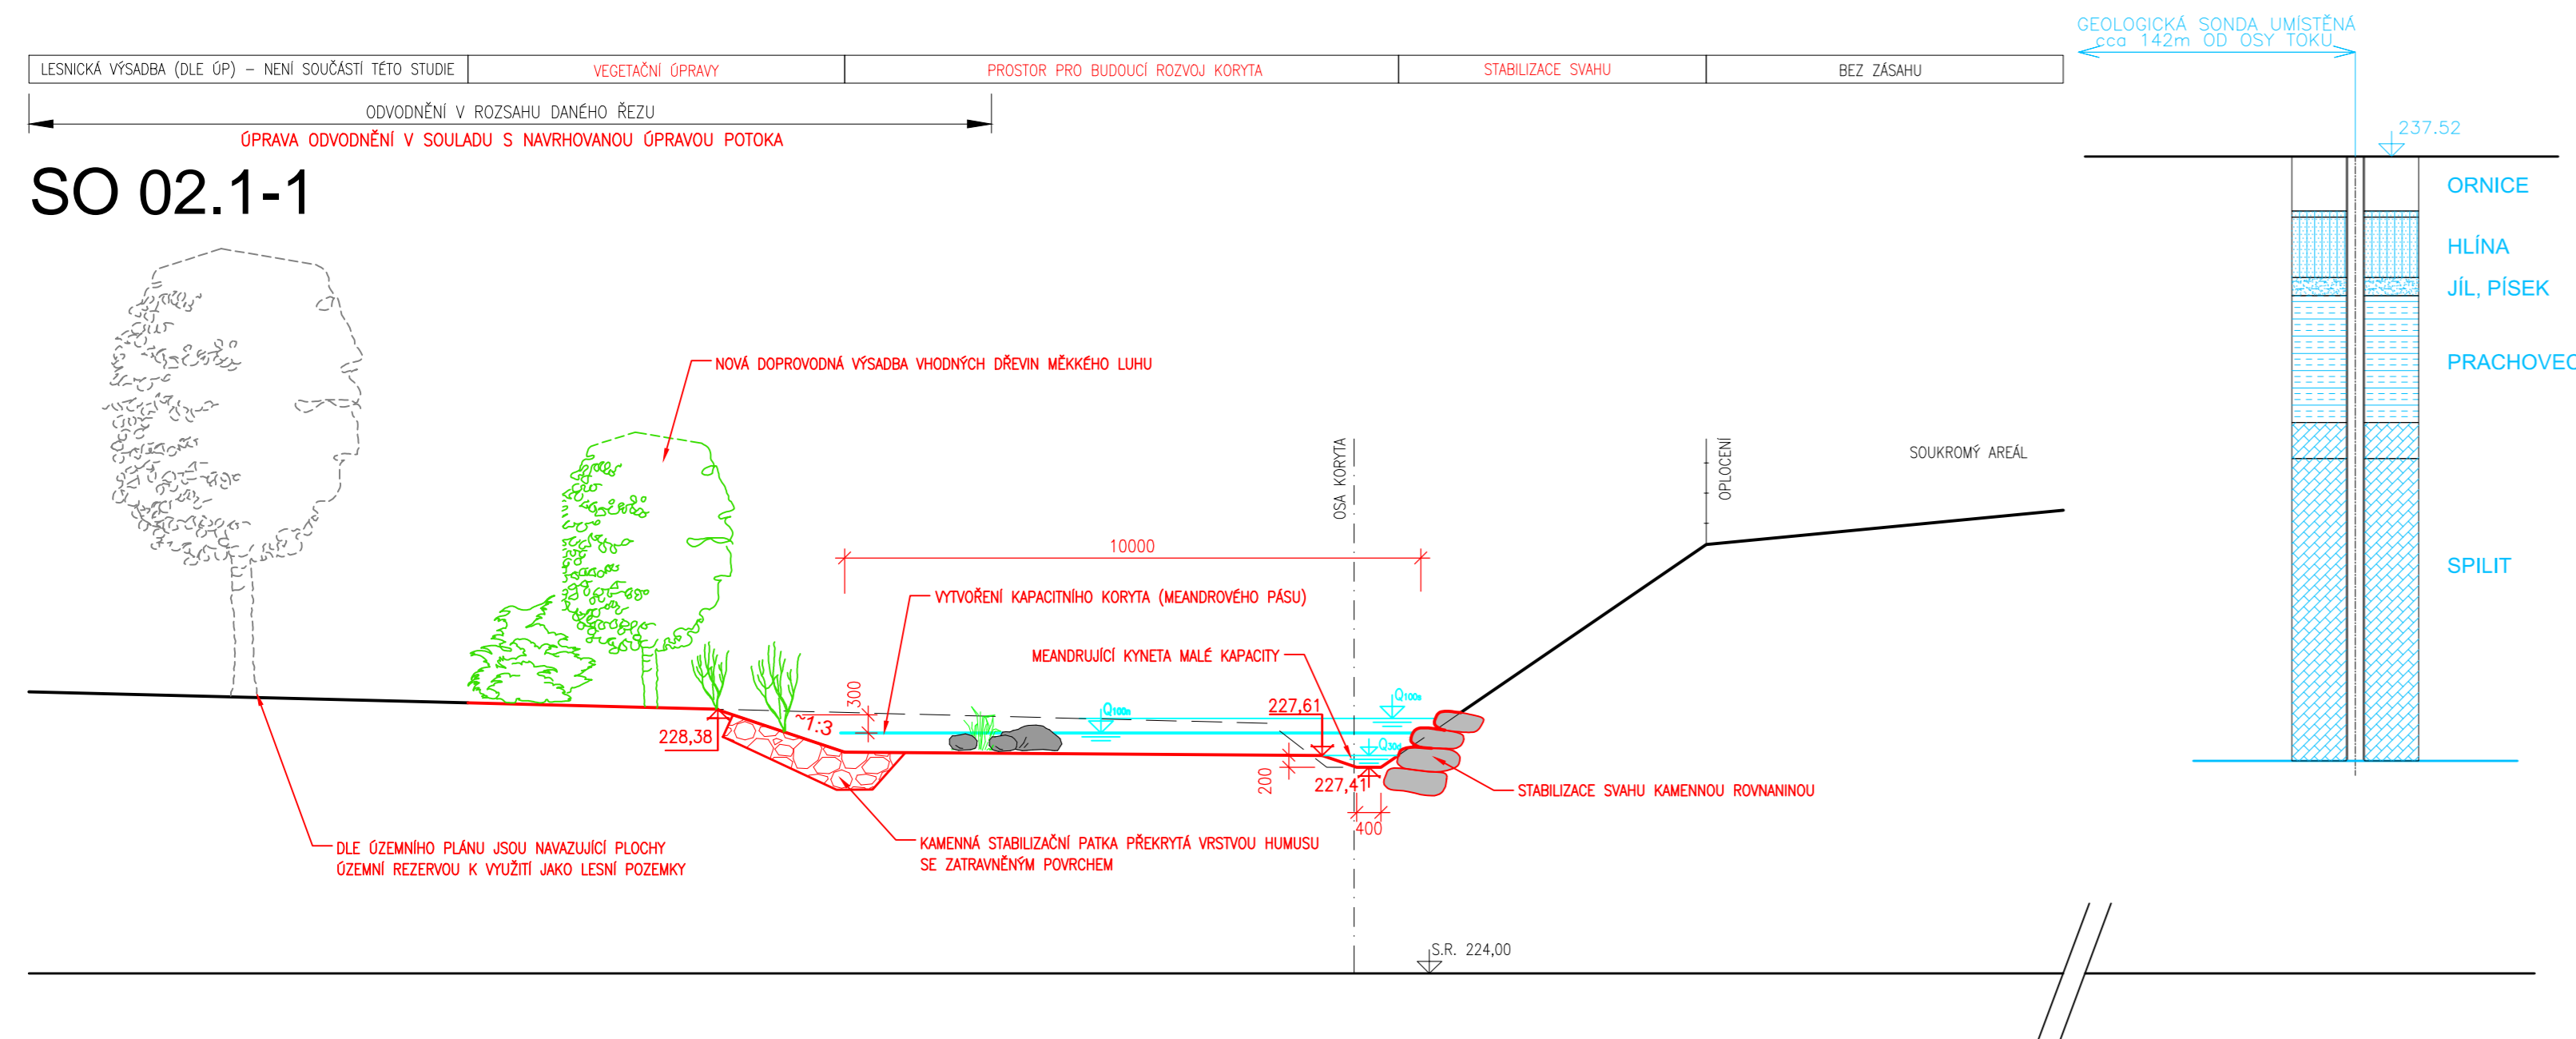 GEOLOGICKÁ SONDA UMÍSTĚNÁ
cca 142m OD OSY TOKU
LESNICKÁ VÝSADBA (DLE ÚP) – NENÍ SOUČÁSTÍ TÉTO STUDIE
VEGETAČNÍ ÚPRAVY
PROSTOR PRO BUDOUCÍ ROZVOJ KORYTA
STABILIZACE SVAHU
BEZ ZÁSAHU
ODVODNĚNÍ V ROZSAHU DANÉHO ŘEZU
ÚPRAVA ODVODNĚNÍ V SOULADU S NAVRHOVANOU ÚPRAVOU POTOKA
237.52
SO 02.1-1
ORNICE
HLÍNA
JÍL, PÍSEK
PRACHOVEC
SPILIT
NOVÁ DOPROVODNÁ VÝSADBA VHODNÝCH DŘEVIN MĚKKÉHO LUHU
OSA KORYTA
OPLOCENÍ
SOUKROMÝ AREÁL
10000
VYTVOŘENÍ KAPACITNÍHO KORYTA (MEANDROVÉHO PÁSU)
MEANDRUJÍCÍ KYNETA MALÉ KAPACITY
300
~1:3
228,38
Q100n
227,61
Q100s
Q30d
200
227,41
400
STABILIZACE SVAHU KAMENNOU ROVNANINOU
DLE ÚZEMNÍHO PLÁNU JSOU NAVAZUJÍCÍ PLOCHY
ÚZEMNÍ REZERVOU K VYUŽITÍ JAKO LESNÍ POZEMKY
KAMENNÁ STABILIZAČNÍ PATKA PŘEKRYTÁ VRSTVOU HUMUSU
SE ZATRAVNĚNÝM POVRCHEM
S.R. 224,00